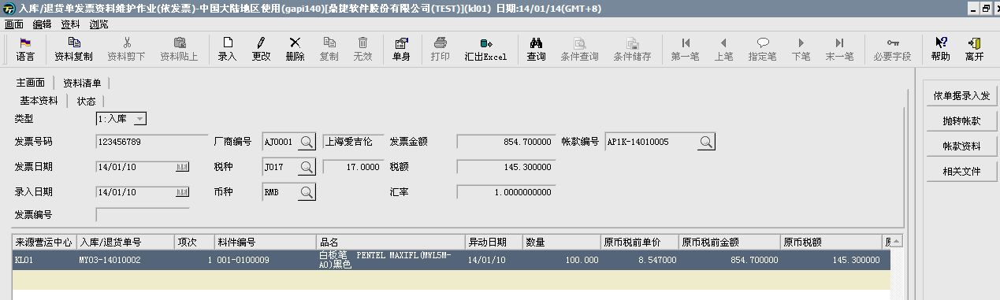 入库/退货单发票资料维护作业(依发票)-中国大陆地区使用(gapi140)[鼎捷软件股份有限公司(TEST)](kl01) 日期:14/01/14(GMT+8)
画面 编辑 资料 浏览
语言 资料复制 资料剪下 资料贴上 录入 更改 删除 复制 无效 单身 打印 汇出Excel 查询 条件查询 条件储存 第一笔 上笔 指定笔 下笔 末一笔 必要字段 帮助 离开
主画面 资料清单
基本资料 状态
类型 1:入库
发票号码 123456789 厂商编号 AJ0001 上海爱吉伦 发票金额 854.700000 帐款编号 AP1K-14010005
发票日期 14/01/10 税种 J017 17.0000 税额 145.300000
录入日期 14/01/10 币种 RMB 汇率 1.0000000000
发票编号
依单据录入发
抛转帐款
帐款资料
相关文件
来源营运中心 入库/退货单号 项次 料件编号 品名 异动日期 数量 原币税前单价 原币税前金额 原币税额
KL01 MY03-14010002 1 001-0100009 白板笔 PENTEL MAXIFL(MWL5M-AO)黑色 14/01/10 100.000 8.547000 854.700000 145.300000